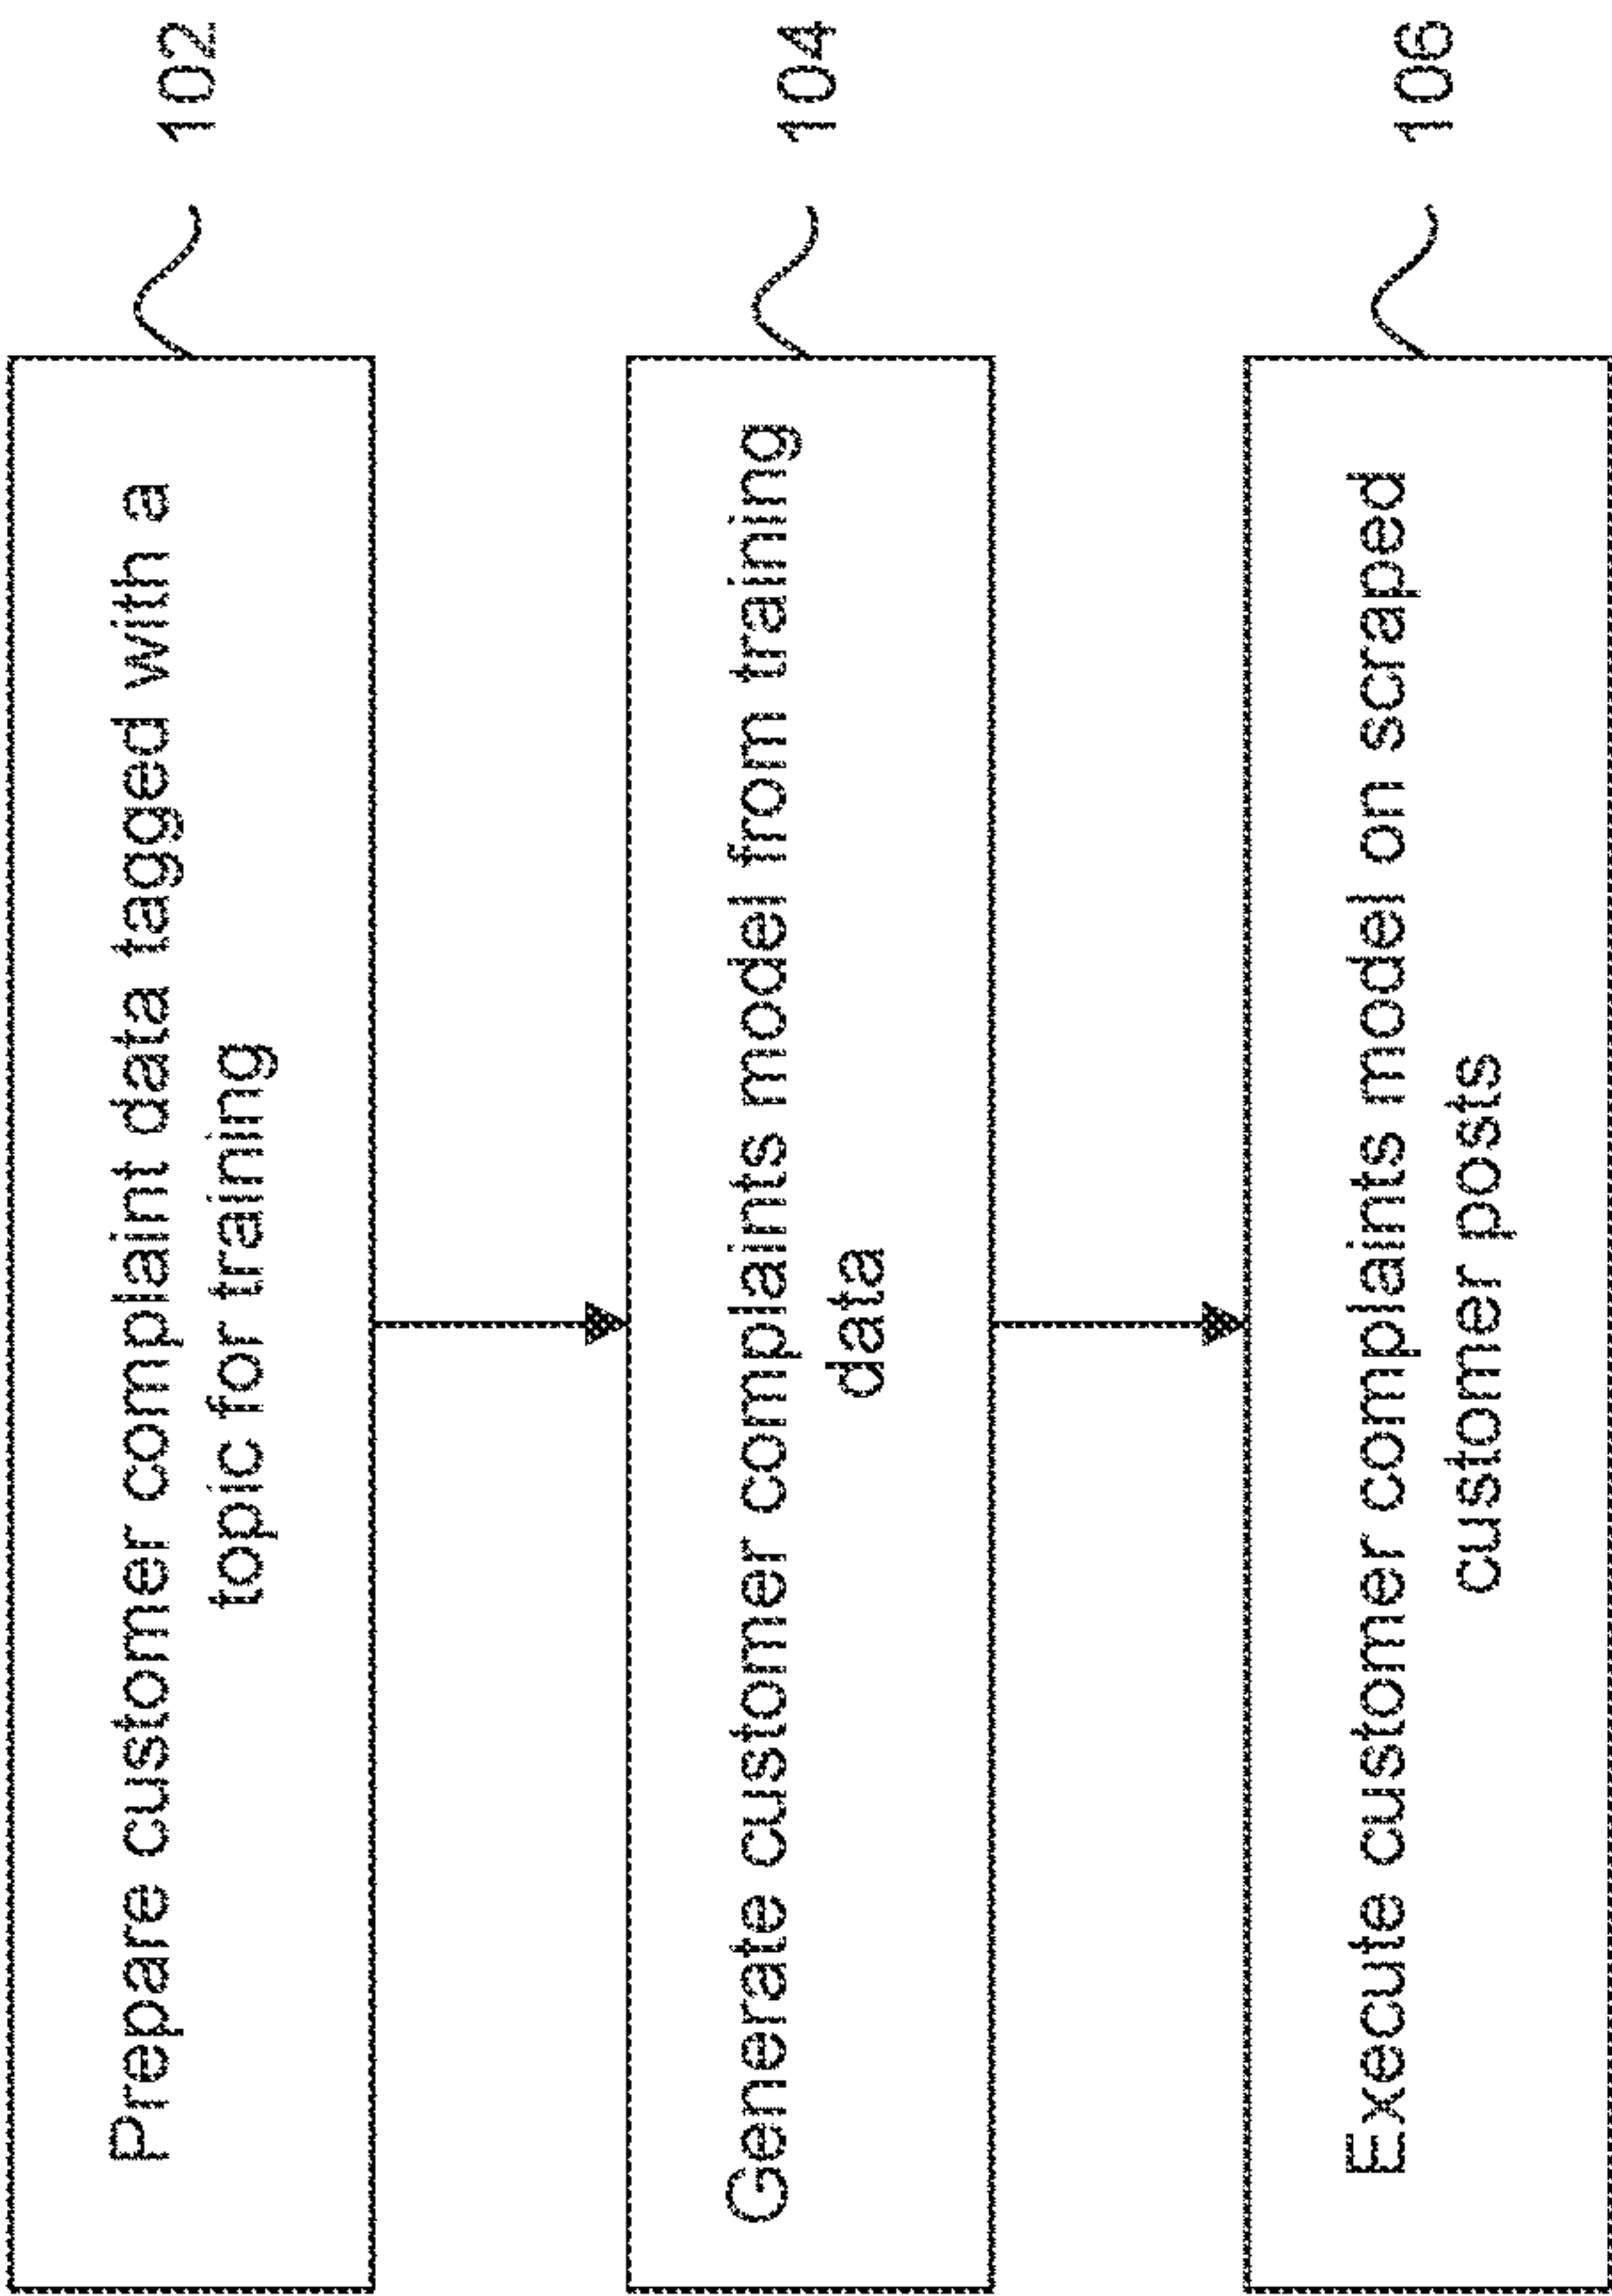 Prepare customer complaint data tagged with a
topic for training
102
Generate customer complaints model from training
data
104
Execute customer complaints model on scraped
customer posts
106